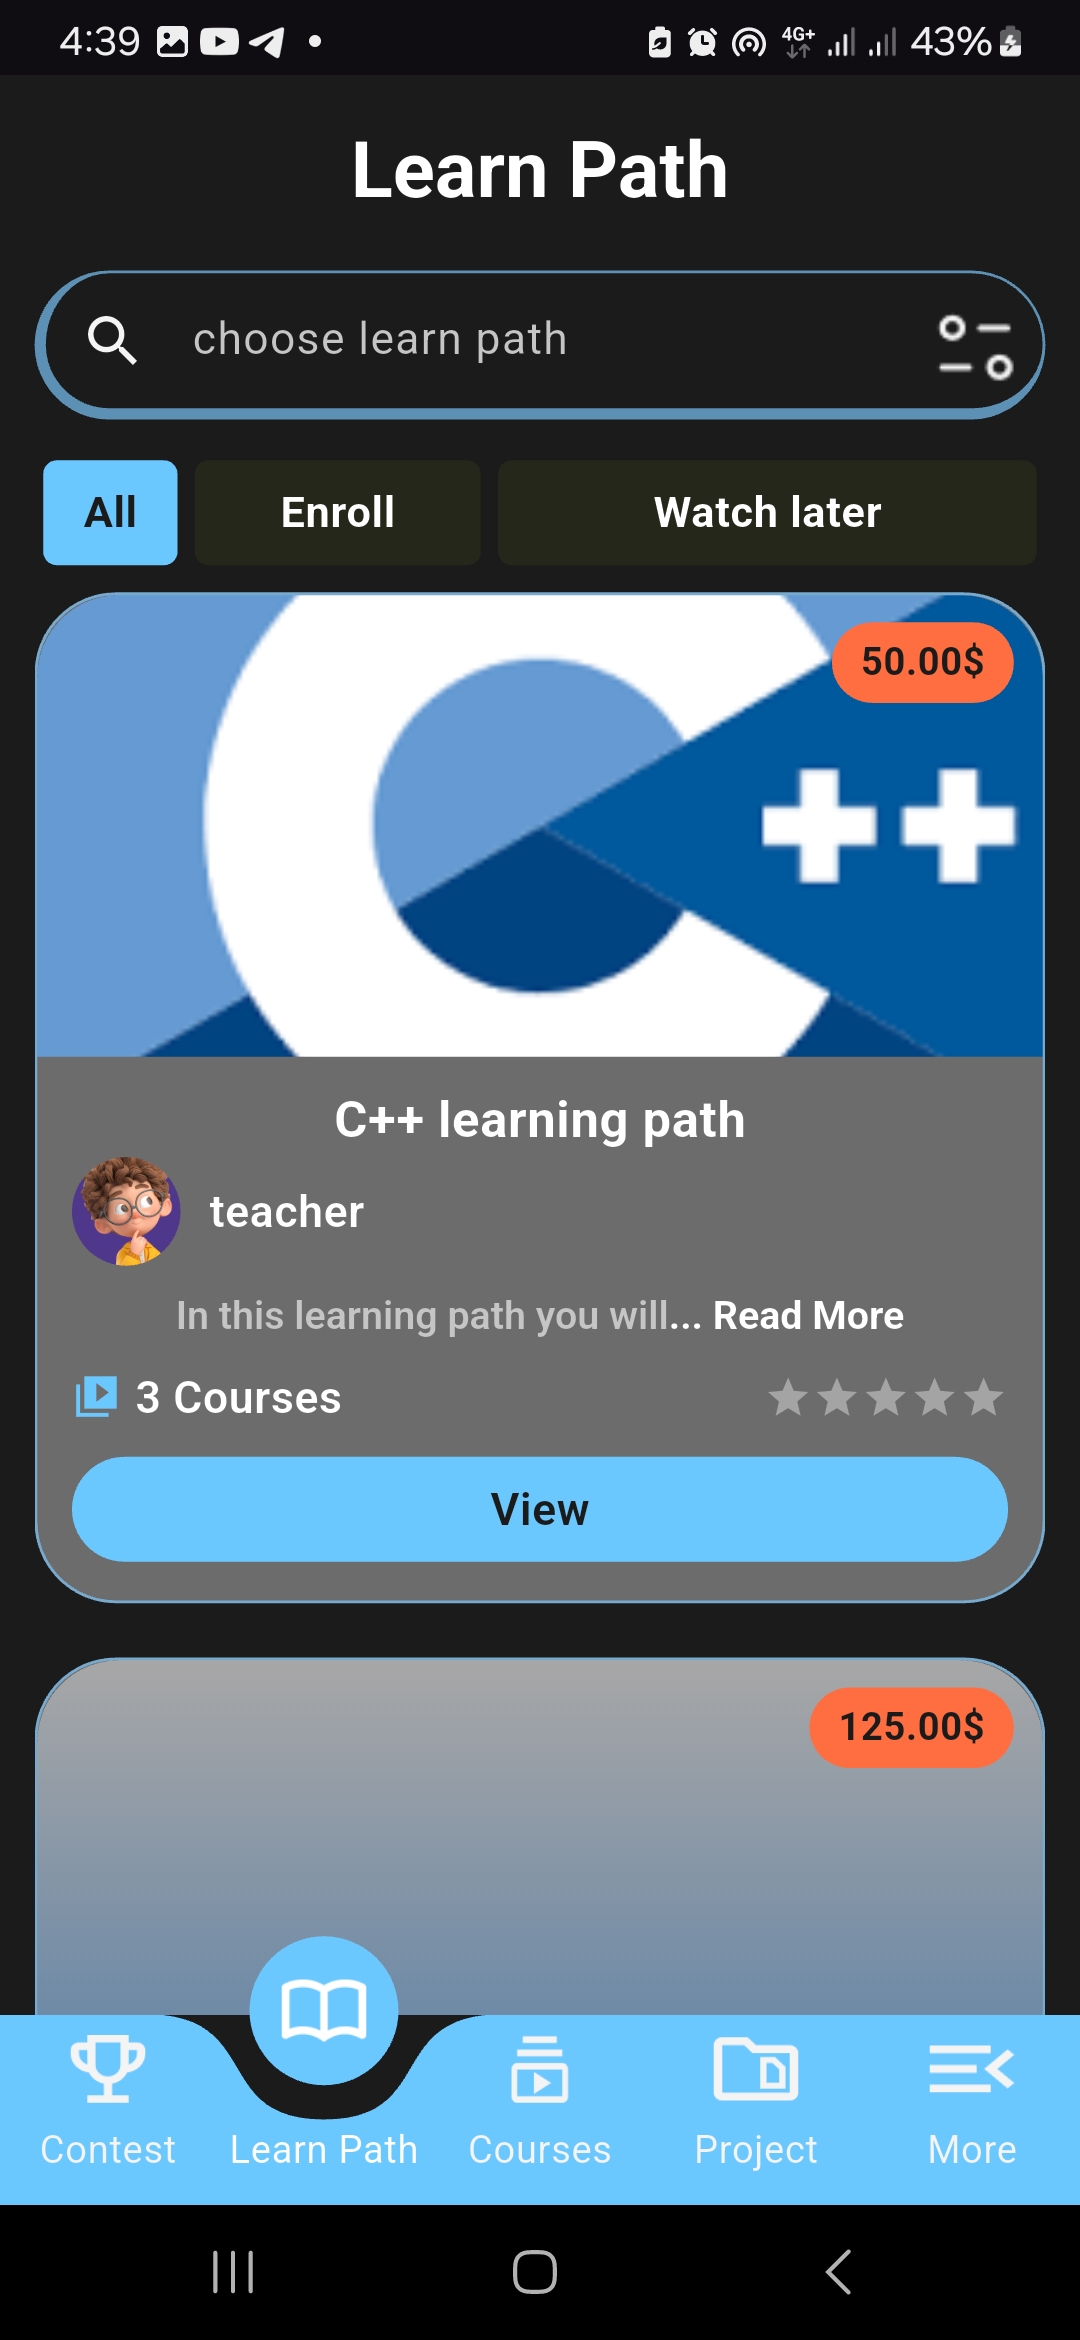 4:39 4G+ 43%
Learn Path
choose learn path
All Enroll Watch later
50.00$
C++
C++ learning path
teacher
In this learning path you will... Read More
3 Courses
View
125.00$
Contest Learn Path Courses Project More